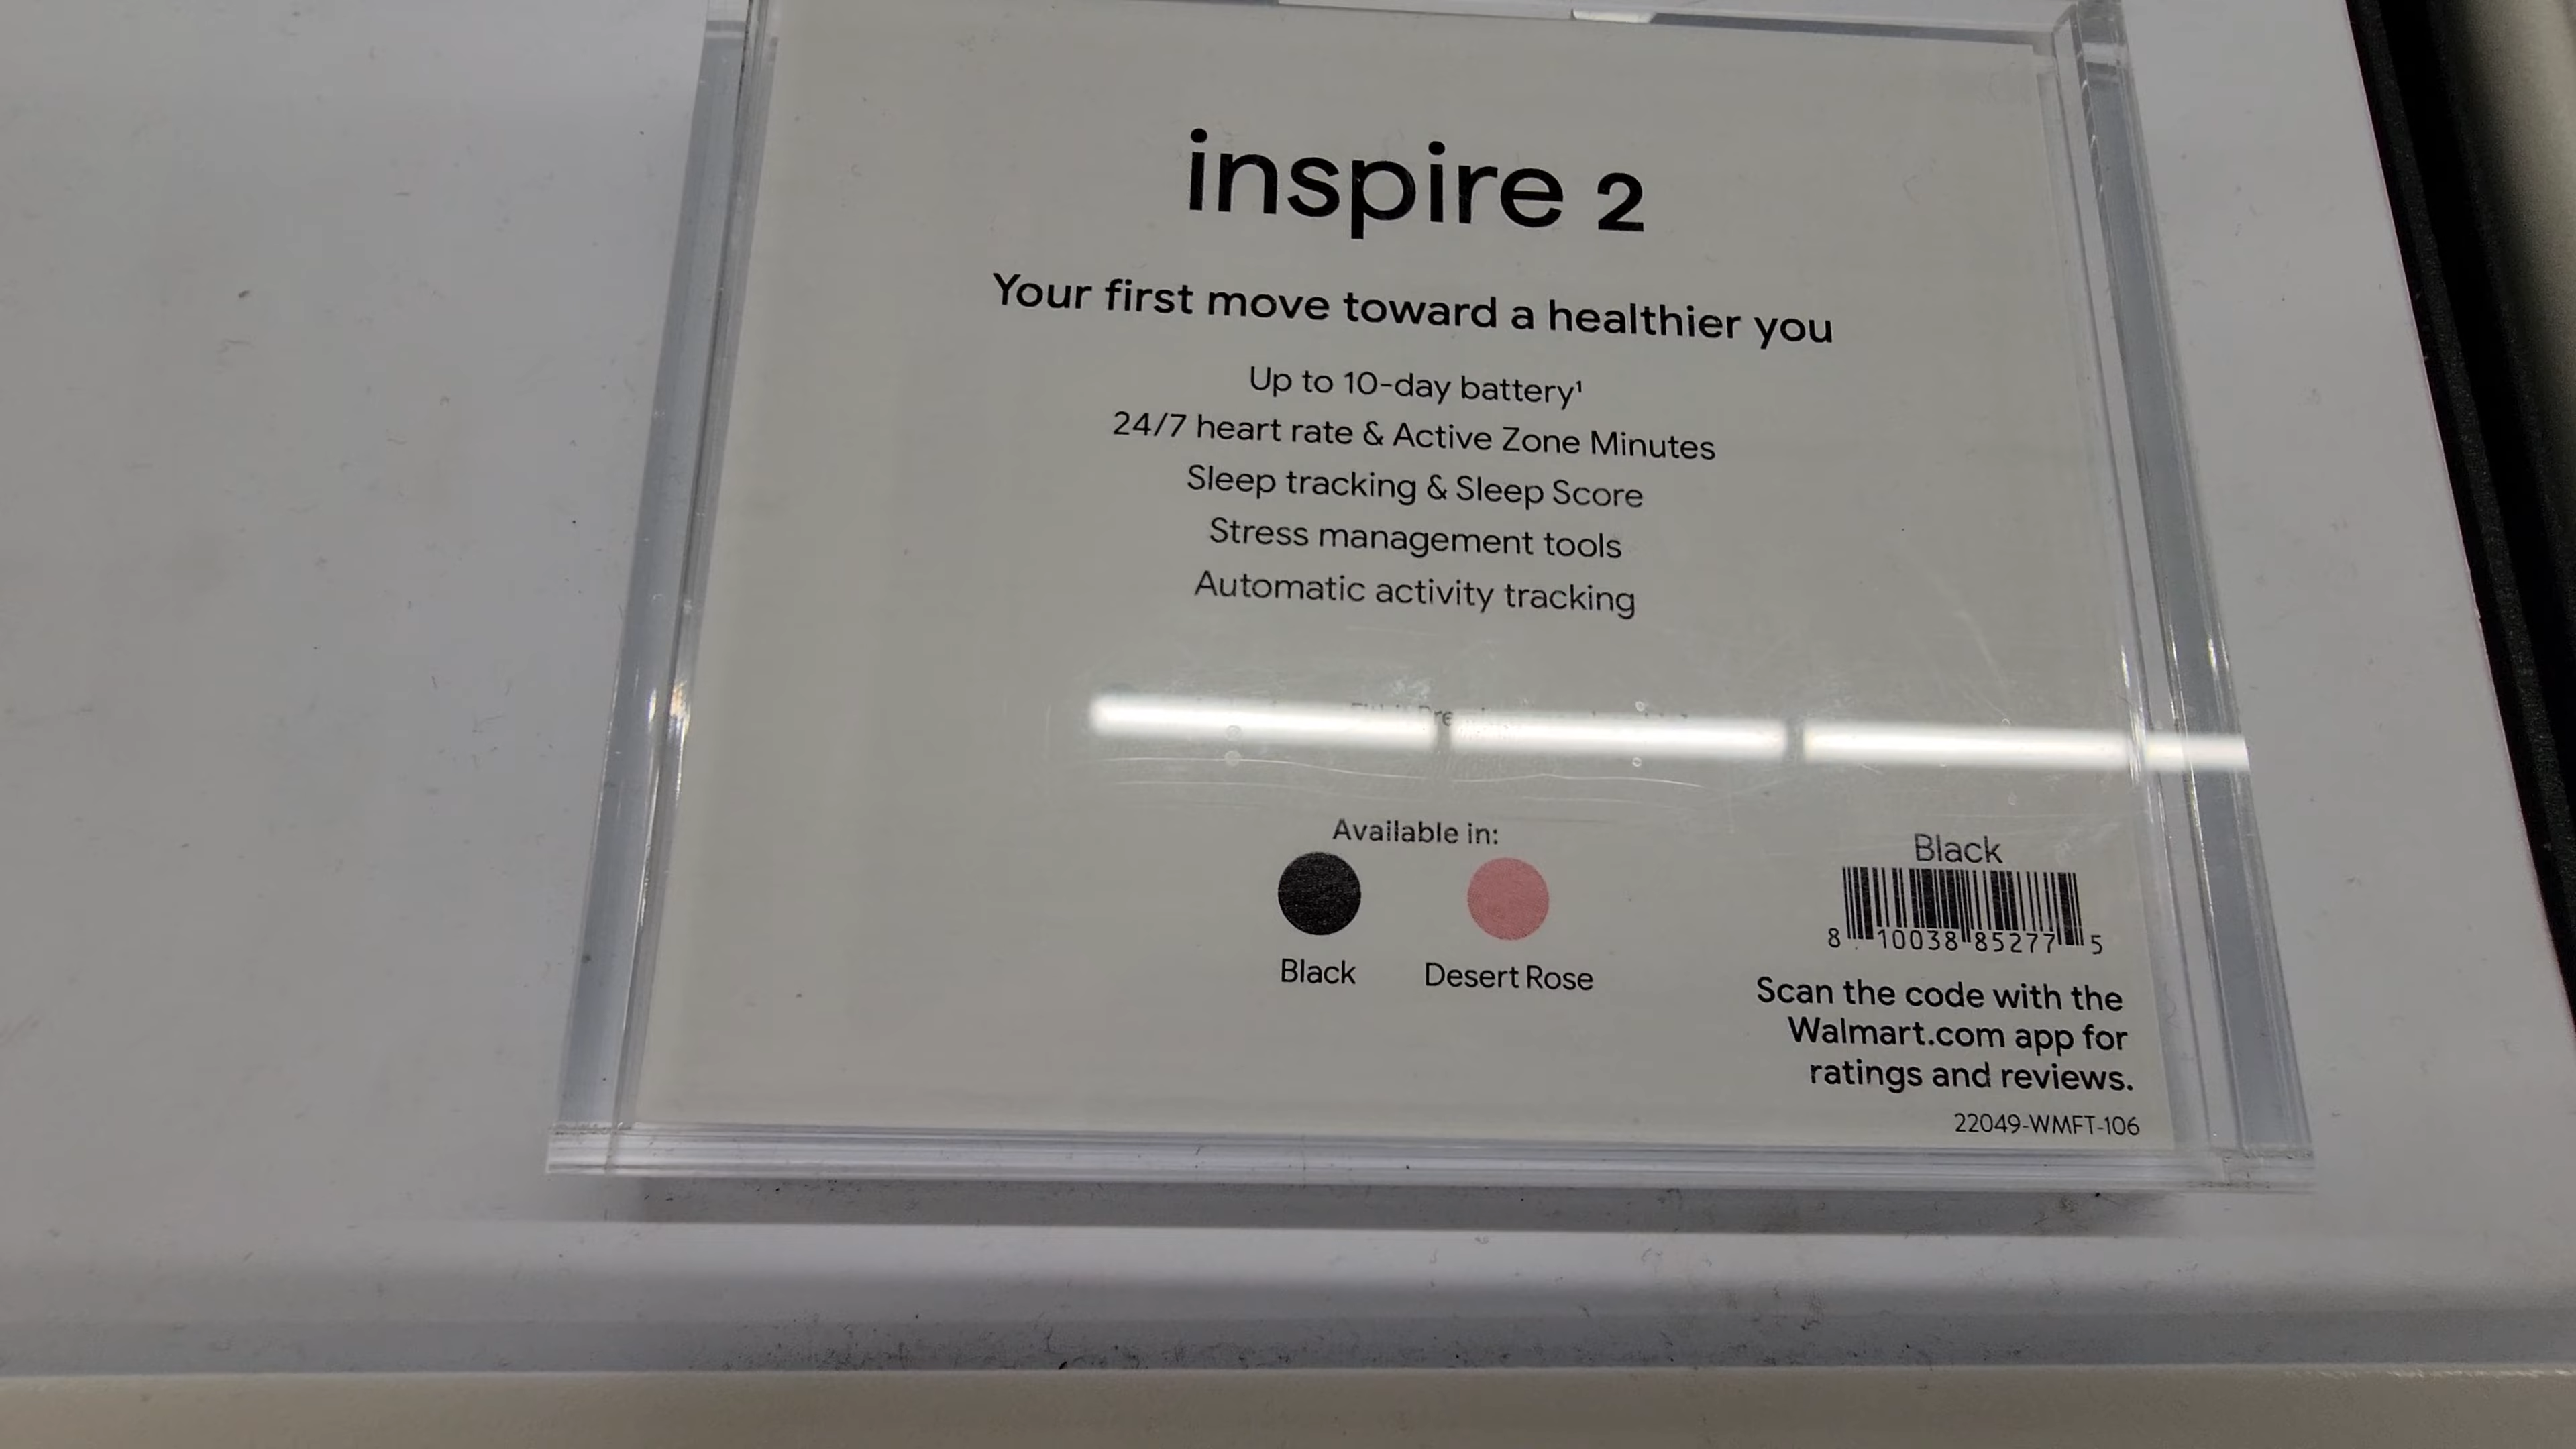 inspire 2
Your first move toward a healthier you
Up to 10-day battery¹
24/7 heart rate & Active Zone Minutes
Sleep tracking & Sleep Score
Stress management tools
Automatic activity tracking
Available in:
Black
Desert Rose
Black
8 10038 85277 5
Scan the code with the
Walmart.com app for
ratings and reviews.
22049-WMFT-106